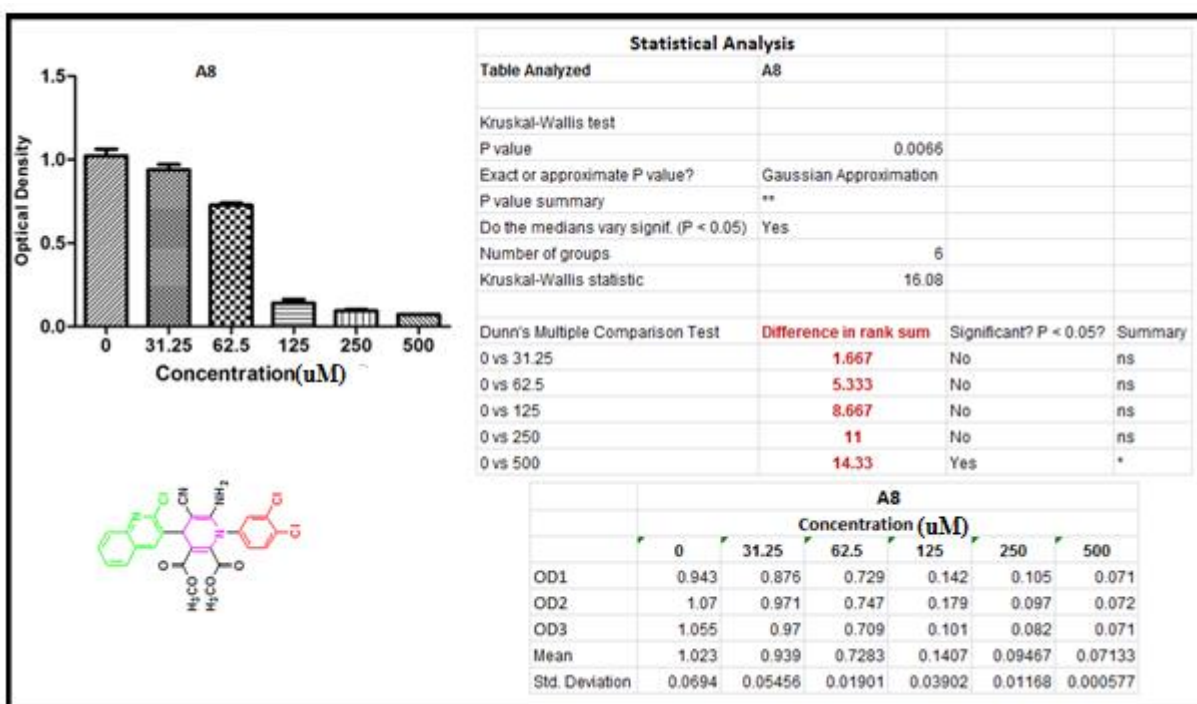 A8
1.5
1.0
0.5
0.0
Optical Density
0 31.25 62.5 125 250 500
Concentration(uM)
Statistical Analysis
Table Analyzed A8
Kruskal-Wallis test
P value 0.0066
Exact or approximate P value? Gaussian Approximation
P value summary **
Do the medians vary signif. (P < 0.05) Yes
Number of groups 6
Kruskal-Wallis statistic 16.08
Dunn's Multiple Comparison Test Difference in rank sum Significant? P < 0.05? Summary
0 vs 31.25 1.667 No ns
0 vs 62.5 5.333 No ns
0 vs 125 8.667 No ns
0 vs 250 11 No ns
0 vs 500 14.33 Yes *
N Cl CN NH2 N Cl Cl
O O
H3CO OCH3
A8
Concentration (uM)
0 31.25 62.5 125 250 500
OD1 0.943 0.876 0.729 0.142 0.105 0.071
OD2 1.07 0.971 0.747 0.179 0.097 0.072
OD3 1.055 0.97 0.709 0.101 0.082 0.071
Mean 1.023 0.939 0.7283 0.1407 0.09467 0.07133
Std. Deviation 0.0694 0.05456 0.01901 0.03902 0.01168 0.000577